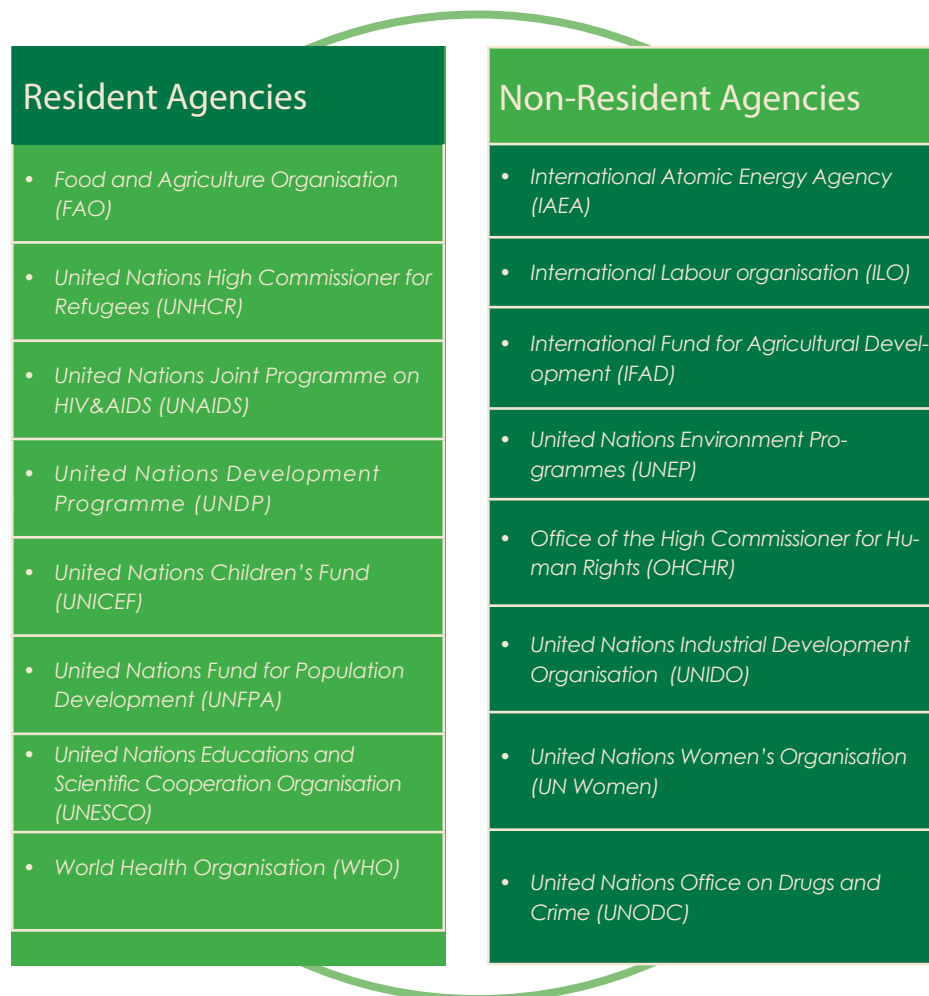 Resident Agencies
• Food and Agriculture Organisation
(FAO)
• United Nations High Commissioner for
Refugees (UNHCR)
• United Nations Joint Programme on
HIV&AIDS (UNAIDS)
• United Nations Development
Programme (UNDP)
• United Nations Children’s Fund
(UNICEF)
• United Nations Fund for Population
Development (UNFPA)
• United Nations Educations and
Scientific Cooperation Organisation
(UNESCO)
• World Health Organisation (WHO)
Non-Resident Agencies
• International Atomic Energy Agency
(IAEA)
• International Labour organisation (ILO)
• International Fund for Agricultural Devel-
opment (IFAD)
• United Nations Environment Pro-
grammes (UNEP)
• Office of the High Commissioner for Hu-
man Rights (OHCHR)
• United Nations Industrial Development
Organisation (UNIDO)
• United Nations Women’s Organisation
(UN Women)
• United Nations Office on Drugs and
Crime (UNODC)